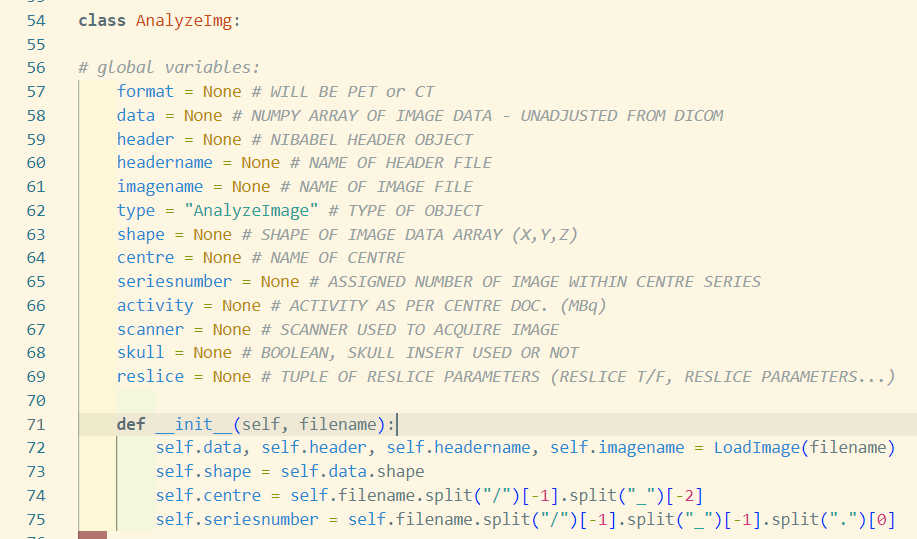 54 class AnalyzeImg:
55
56 # global variables:
57 format = None # WILL BE PET or CT
58 data = None # NUMPY ARRAY OF IMAGE DATA - UNADJUSTED FROM DICOM
59 header = None # NIBABEL HEADER OBJECT
60 headername = None # NAME OF HEADER FILE
61 imagename = None # NAME OF IMAGE FILE
62 type = "AnalyzeImage" # TYPE OF OBJECT
63 shape = None # SHAPE OF IMAGE DATA ARRAY (X,Y,Z)
64 centre = None # NAME OF CENTRE
65 seriesnumber = None # ASSIGNED NUMBER OF IMAGE WITHIN CENTRE SERIES
66 activity = None # ACTIVITY AS PER CENTRE DOC. (MBq)
67 scanner = None # SCANNER USED TO ACQUIRE IMAGE
68 skull = None # BOOLEAN, SKULL INSERT USED OR NOT
69 reslice = None # TUPLE OF RESLICE PARAMETERS (RESLICE T/F, RESLICE PARAMETERS...)
70
71 def __init__(self, filename):
72 self.data, self.header, self.headername, self.imagename = LoadImage(filename)
73 self.shape = self.data.shape
74 self.centre = self.filename.split("/")[-1].split("_")[-2]
75 self.seriesnumber = self.filename.split("/")[-1].split("_")[-1].split(".")[0]